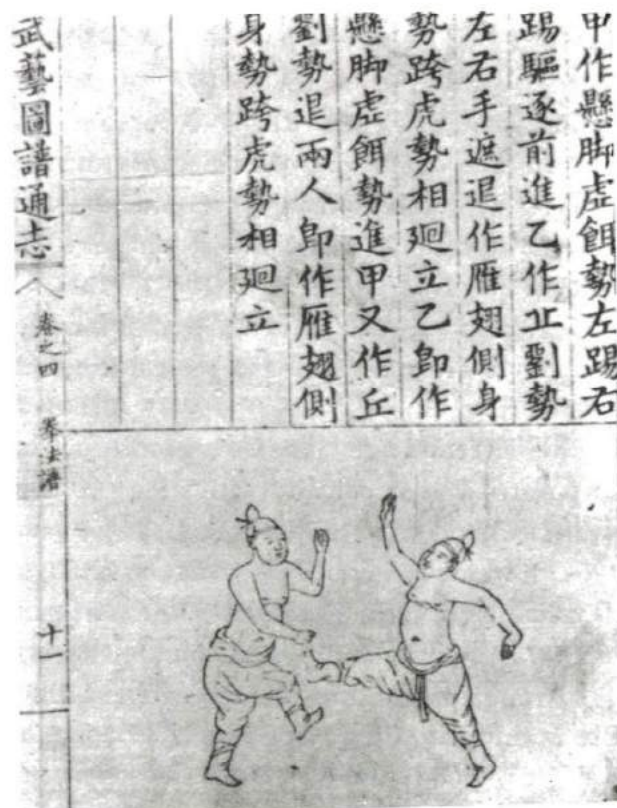 甲作懸脚虛餌勢左踢右
踢驅逐前進乙作丘劉勢
左右手遮退作雁翅側身
勢跨虎勢相廻立乙卽作
懸脚虛餌勢進甲又作丘
劉勢退兩人卽作雁翅側
身勢跨虎勢相廻立
武藝圖譜通志 卷之四 拳法譜 十一